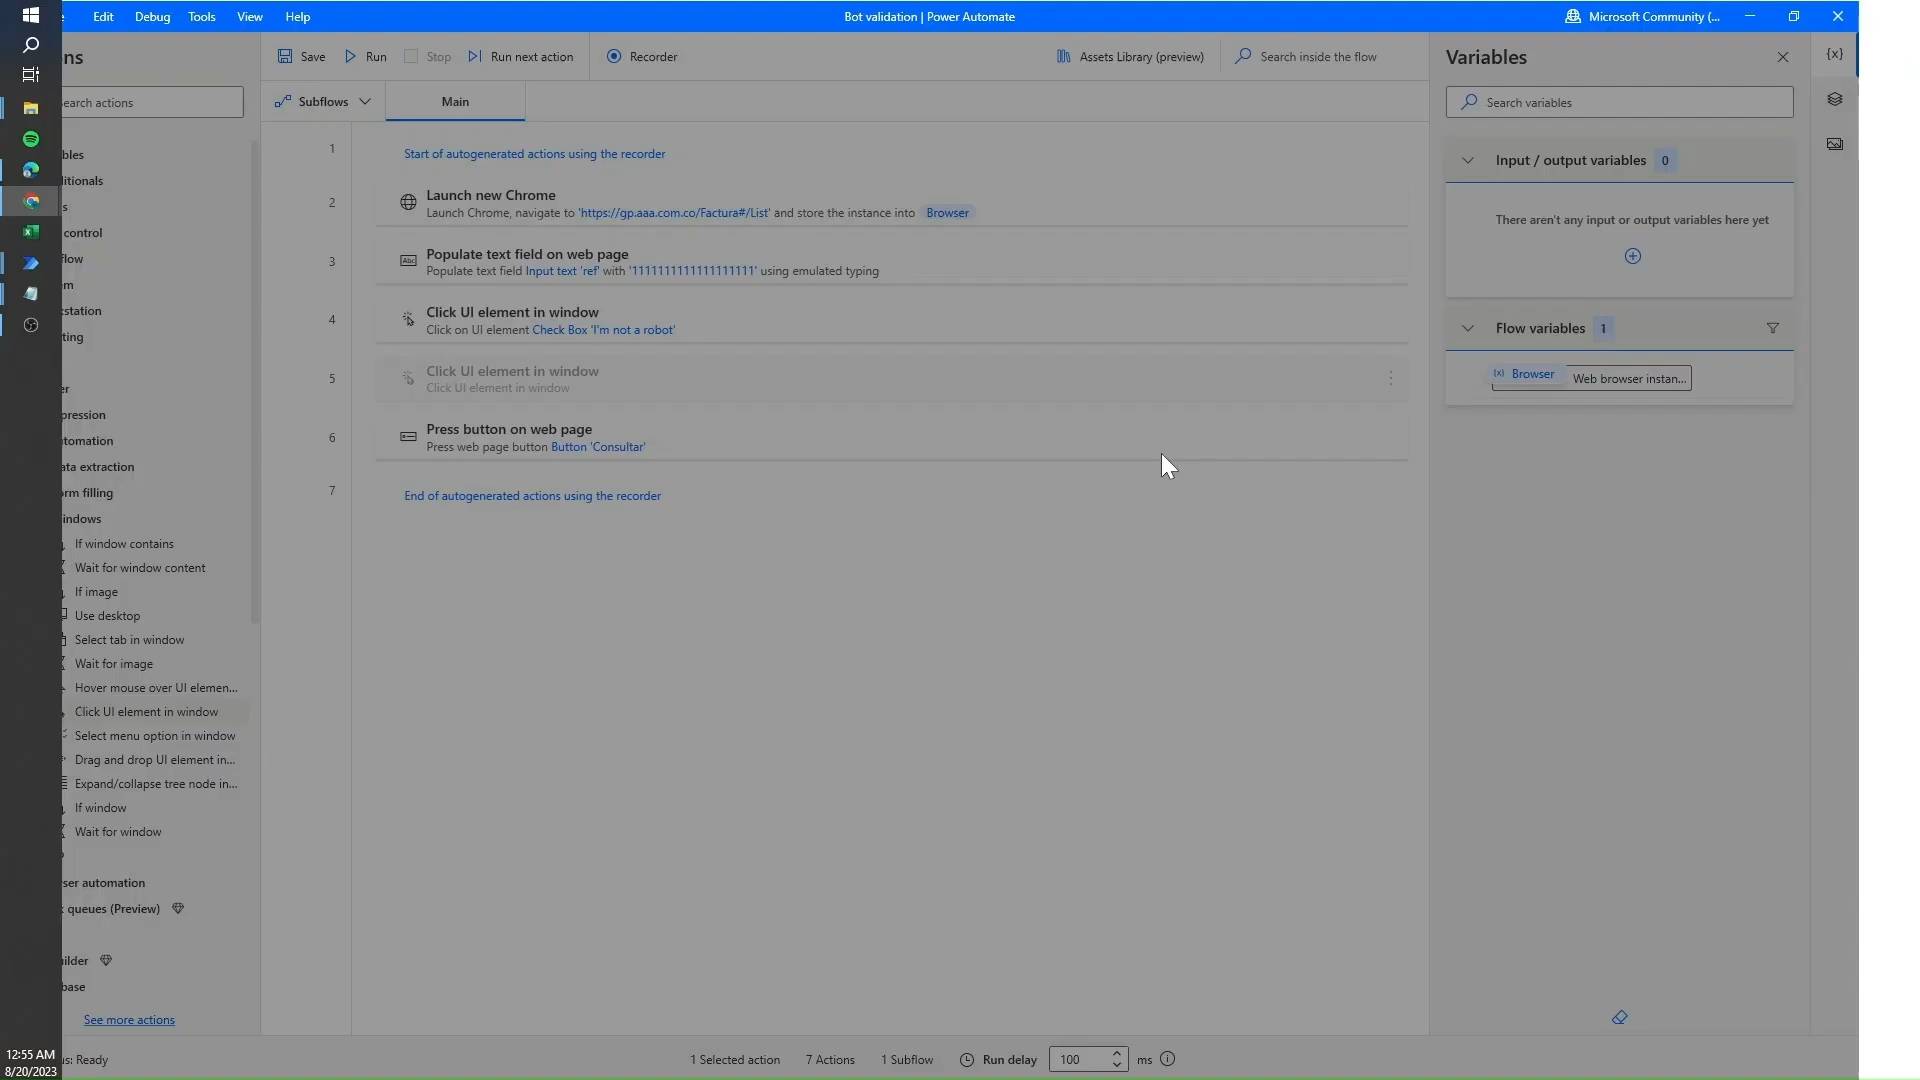 Edit Debug Tools View Help
Bot validation | Power Automate
Microsoft Community (...
ns
Search actions
bles
ditionals
s
control
flow
em
kstation
ting
er
pression
utomation
ata extraction
orm filling
indows
If window contains
Wait for window content
If image
Use desktop
Select tab in window
Wait for image
Hover mouse over UI elemen...
Click UI element in window
Select menu option in window
Drag and drop UI element in...
Expand/collapse tree node in...
If window
Wait for window
ser automation
k queues (Preview)
uilder
base
See more actions
Save Run Stop Run next action Recorder
Assets Library (preview) Search inside the flow
Subflows Main
1 Start of autogenerated actions using the recorder
2 Launch new Chrome
Launch Chrome, navigate to 'https://gp.aaa.com.co/Factura#/List' and store the instance into Browser
3 Populate text field on web page
Abc Populate text field Input text 'ref' with '1111111111111111111' using emulated typing
4 Click UI element in window
Click on UI element Check Box 'I'm not a robot'
5 Click UI element in window
Click UI element in window
6 Press button on web page
Press web page button Button 'Consultar'
7 End of autogenerated actions using the recorder
Variables
{x}
Search variables
Input / output variables 0
There aren't any input or output variables here yet
Flow variables 1
(x) Browser Web browser instan...
12:55 AM
8/20/2023
us: Ready
1 Selected action 7 Actions 1 Subflow Run delay 100 ms